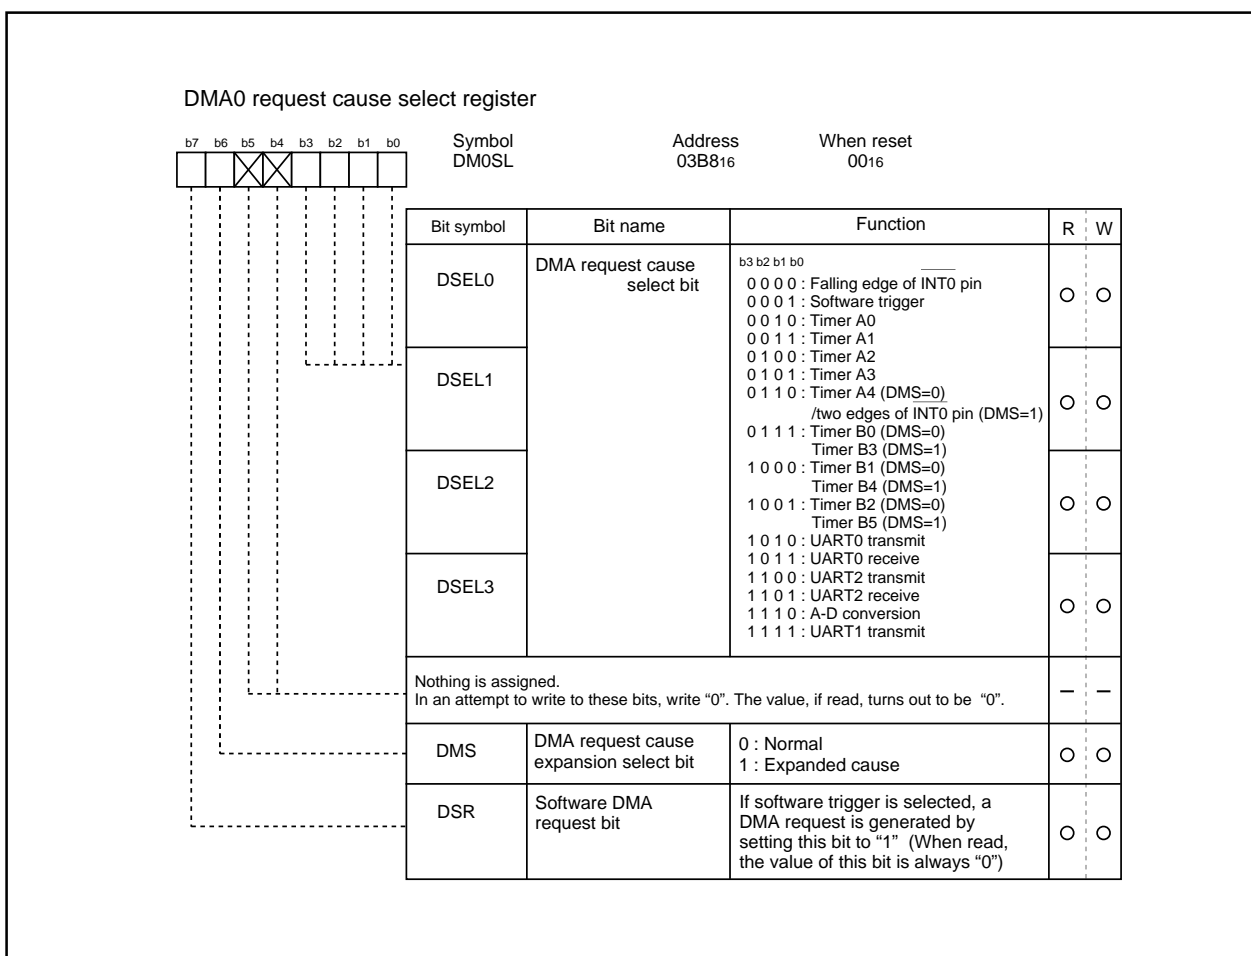 DMA0 request cause select register
b7 b6 b5 b4 b3 b2 b1 b0
Symbol Address When reset
DM0SL 03B816 0016
Bit symbol Bit name Function R W
DSEL0 DMA request cause select bit
b3 b2 b1 b0
0 0 0 0 : Falling edge of INT0 pin
0 0 0 1 : Software trigger
0 0 1 0 : Timer A0
0 0 1 1 : Timer A1
0 1 0 0 : Timer A2
DSEL1
0 1 0 1 : Timer A3
0 1 1 0 : Timer A4 (DMS=0)
/two edges of INT0 pin (DMS=1)
0 1 1 1 : Timer B0 (DMS=0)
Timer B3 (DMS=1)
1 0 0 0 : Timer B1 (DMS=0)
DSEL2
Timer B4 (DMS=1)
1 0 0 1 : Timer B2 (DMS=0)
Timer B5 (DMS=1)
1 0 1 0 : UART0 transmit
1 0 1 1 : UART0 receive
1 1 0 0 : UART2 transmit
DSEL3
1 1 0 1 : UART2 receive
1 1 1 0 : A-D conversion
1 1 1 1 : UART1 transmit
Nothing is assigned.
In an attempt to write to these bits, write “0”. The value, if read, turns out to be “0”.
DMS
DMA request cause
expansion select bit
0 : Normal
1 : Expanded cause
DSR
Software DMA
request bit
If software trigger is selected, a
DMA request is generated by
setting this bit to “1” (When read,
the value of this bit is always “0”)